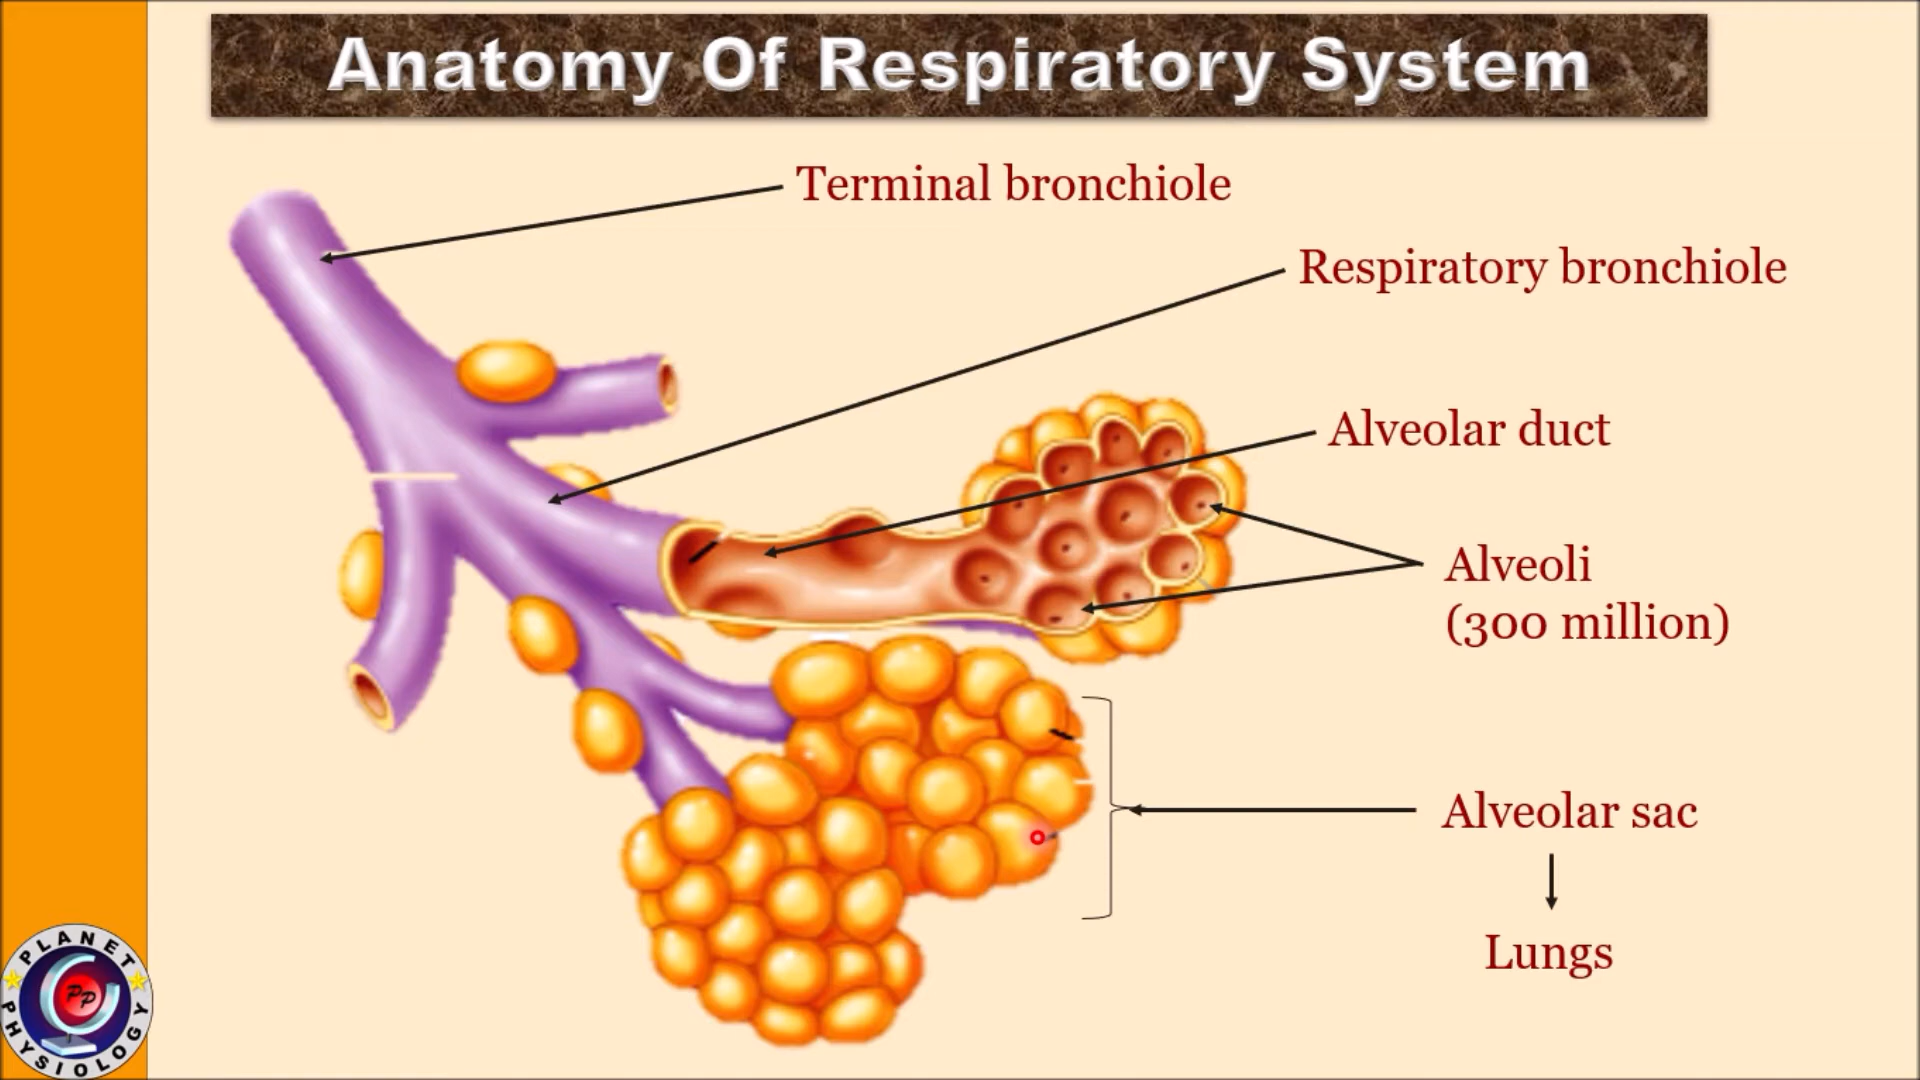 Anatomy Of Respiratory System
Terminal bronchiole
Respiratory bronchiole
Alveolar duct
Alveoli
(300 million)
Alveolar sac
Lungs
PLANET
PP
PHYSIOLOGY